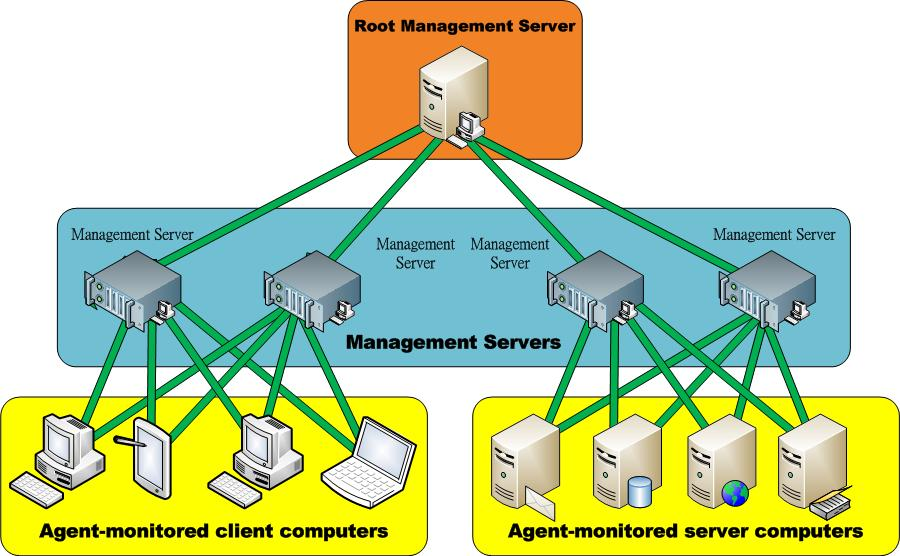 Root Management Server
Management Server
Management
Server
Management
Server
Management Server
Management Servers
Agent-monitored client computers
Agent-monitored server computers